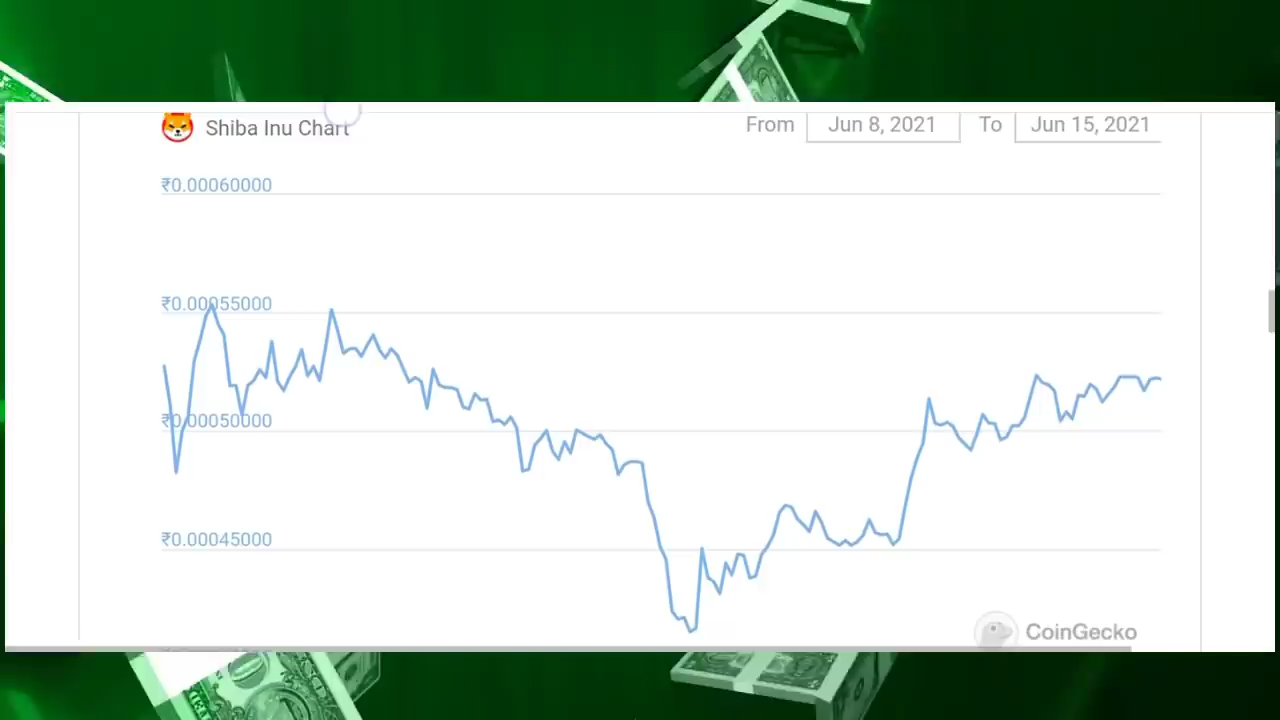 Shiba Inu Chart
From Jun 8, 2021 To Jun 15, 2021
₹0.00060000
₹0.00055000
₹0.00050000
₹0.00045000
CoinGecko